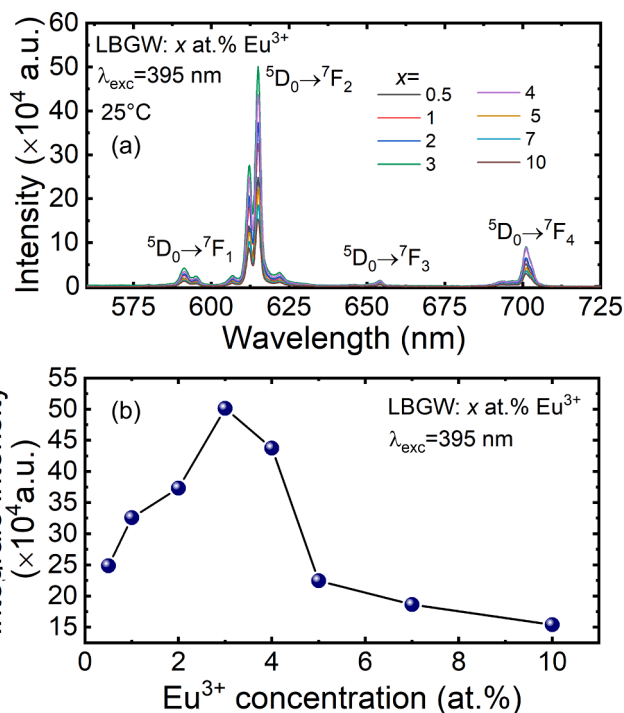 60
50
40
30
20
10
0
Intensity (×10⁴ a.u.)
LBGW: x at.% Eu³⁺
λexc=395 nm
25°C
(a)
⁵D₀→⁷F₂
x=
0.5
1
2
3
4
5
7
10
⁵D₀→⁷F₁
⁵D₀→⁷F₃
⁵D₀→⁷F₄
575 600 625 650 675 700 725
Wavelength (nm)
55
50
45
40
35
30
25
20
15
(×10⁴a.u.)
(b)
LBGW: x at.% Eu³⁺
λexc=395 nm
0 2 4 6 8 10
Eu³⁺ concentration (at.%)